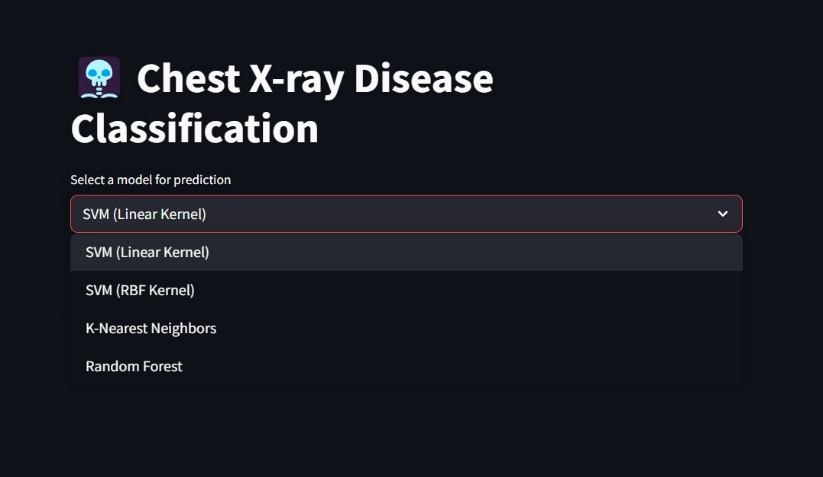 Chest X-ray Disease
Classification
Select a model for prediction
SVM (Linear Kernel)
SVM (Linear Kernel)
SVM (RBF Kernel)
K-Nearest Neighbors
Random Forest